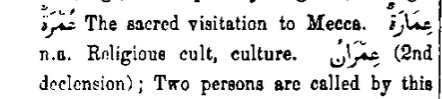 عُمْرَةٌ The sacred visitation to Mecca. عِمَارَةٌ
n.a. Religious cult, culture. عِمْرَانُ (2nd
declension); Two persons are called by this